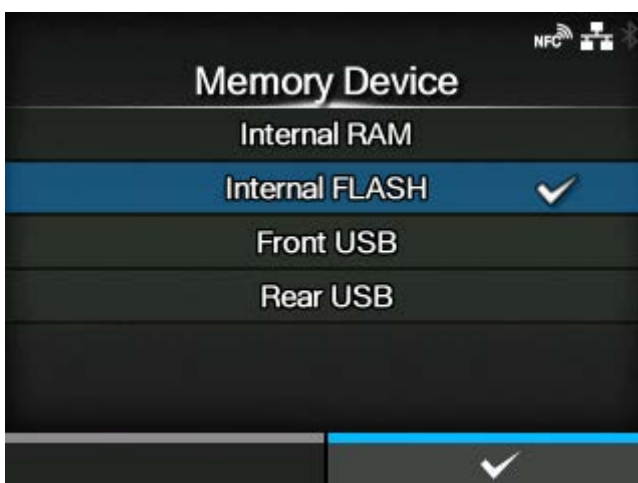 NFC
Memory Device
Internal RAM
Internal FLASH
Front USB
Rear USB